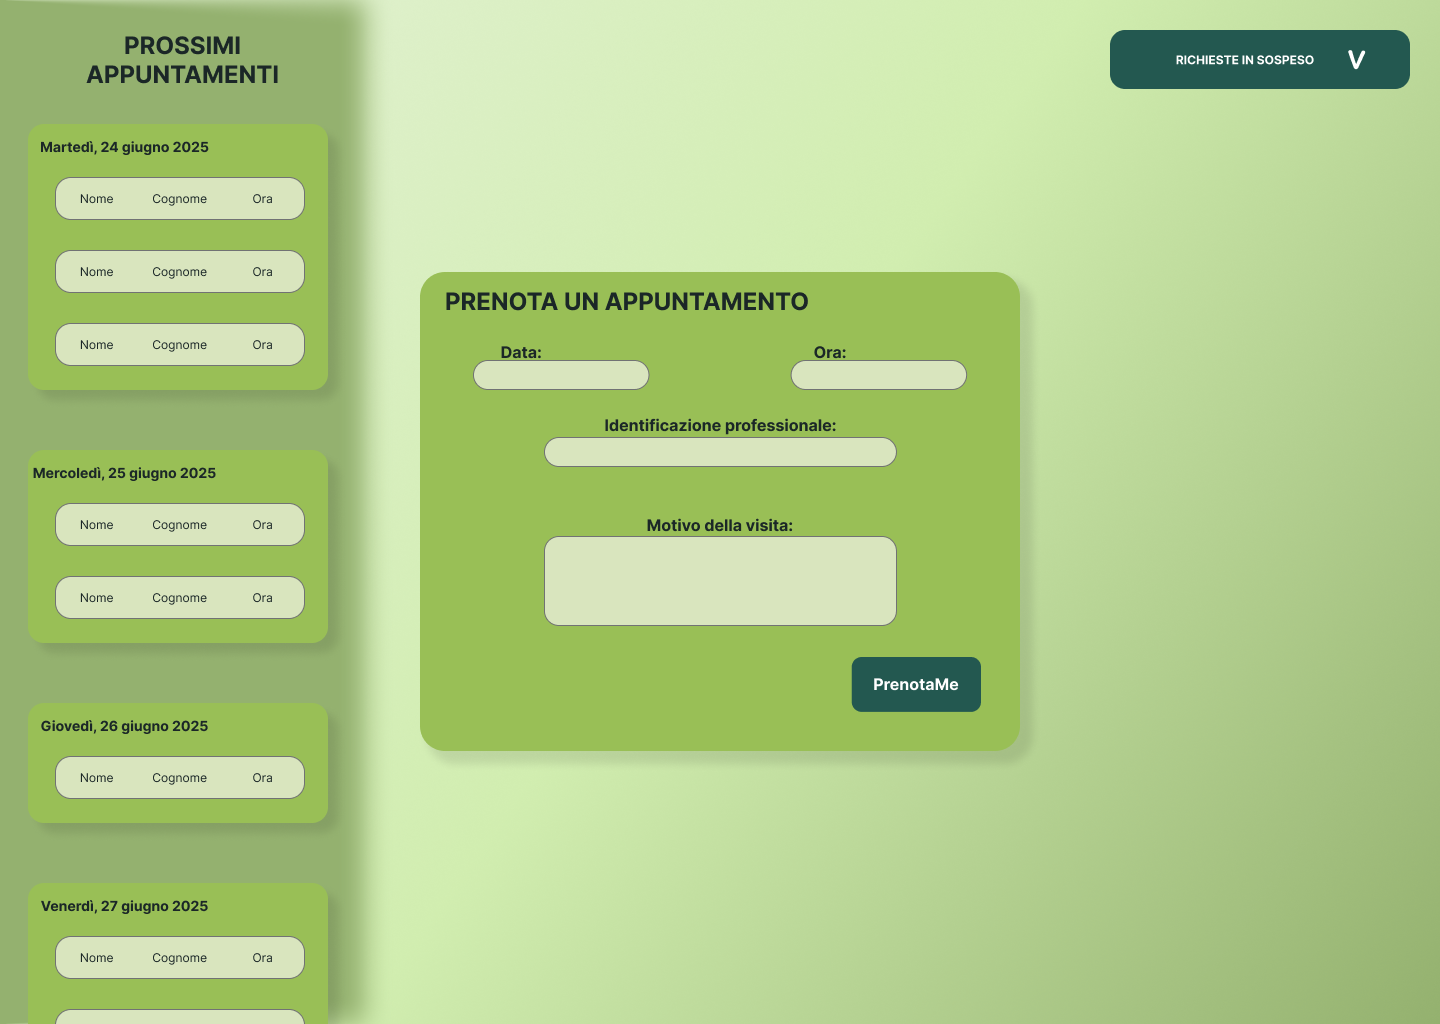 PROSSIMI
APPUNTAMENTI
Martedì, 24 giugno 2025
Nome Cognome Ora
Nome Cognome Ora
Nome Cognome Ora
Mercoledì, 25 giugno 2025
Nome Cognome Ora
Nome Cognome Ora
Giovedì, 26 giugno 2025
Nome Cognome Ora
Venerdì, 27 giugno 2025
Nome Cognome Ora
RICHIESTE IN SOSPESO V
PRENOTA UN APPUNTAMENTO
Data: Ora:
Identificazione professionale:
Motivo della visita:
PrenotaMe